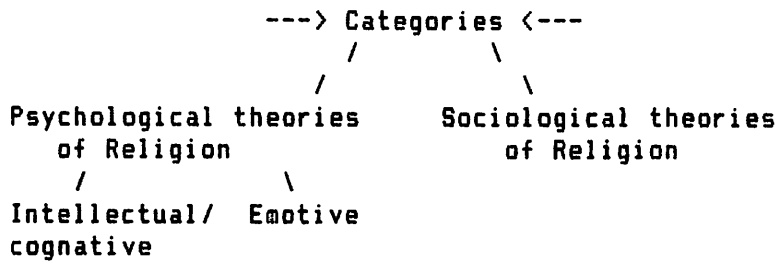 ---> Categories <---
/ \
/ \
Psychological theories Sociological theories
of Religion of Religion
/ \
Intellectual/ Emotive
cognative